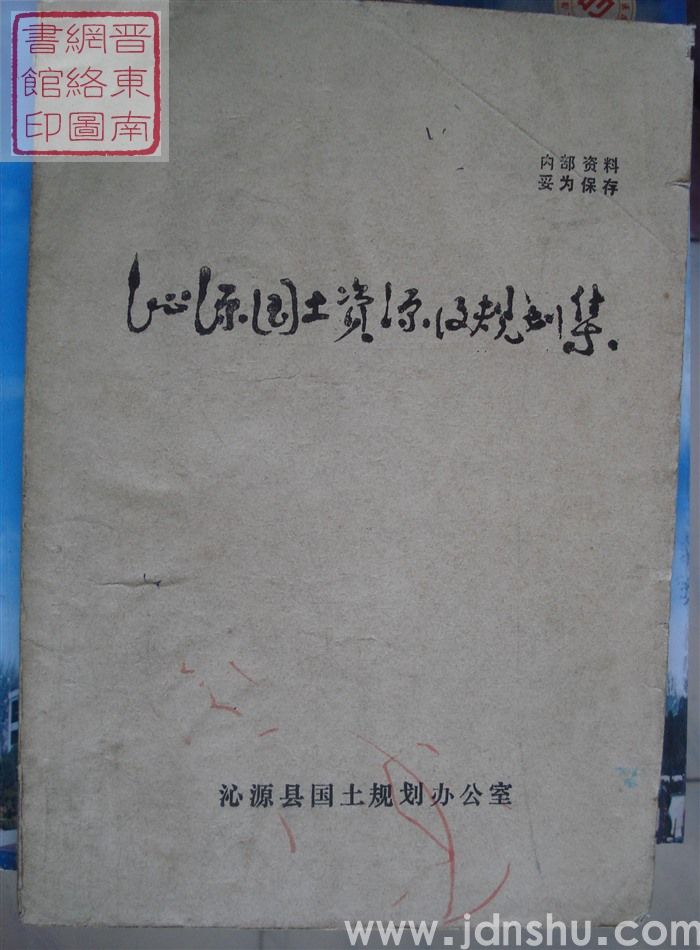 晋東南
網絡圖
書館印
内部资料
妥为保存
沁源国土资源及规划集
沁源县国土规划办公室
www.jdnshu.com